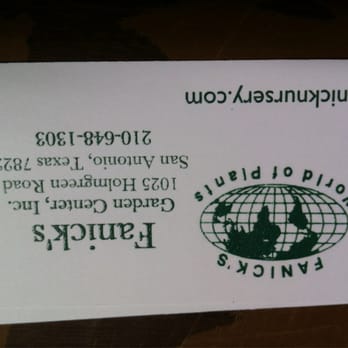 FANICK'S
World of Plants
Fanick's
Garden Center, Inc.
1025 Holmgreen Road
San Antonio, Texas 782
210-648-1303
nicknursery.com